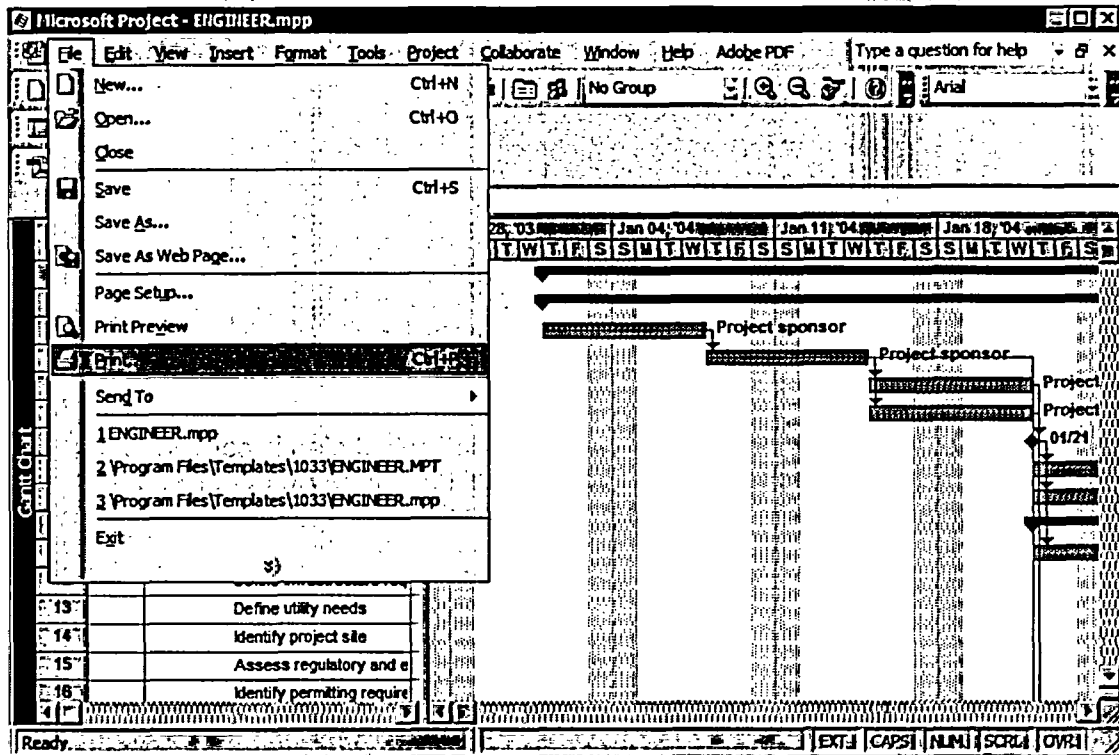 Microsoft Project - ENGINEER.mpp
File Edit View Insert Format Tools Project Collaborate Window Help Adobe PDF Type a question for help
New... Ctrl+N
No Group Arial
Open... Ctrl+O
Close
Save Ctrl+S
Save As...
28, '03 Jan 04, '04 Jan 11, '04 Jan 18, '04
T W T F S S M T W T F S S M T W T F S S M T W T F S
Save As Web Page...
Page Setup...
Print Preview Project sponsor
Print... Ctrl+P Project sponsor
Project
Send To Project
1 ENGINEER.mpp 01/21
2 \Program Files\Templates\1033\ENGINEER.MPT
3 \Program Files\Templates\1033\ENGINEER.mpp
Gantt Chart
Exit
13 Define utility needs
14 Identify project site
15 Assess regulatory and e
16 Identify permitting require
Ready EXT CAPS NUM SCRL OVR